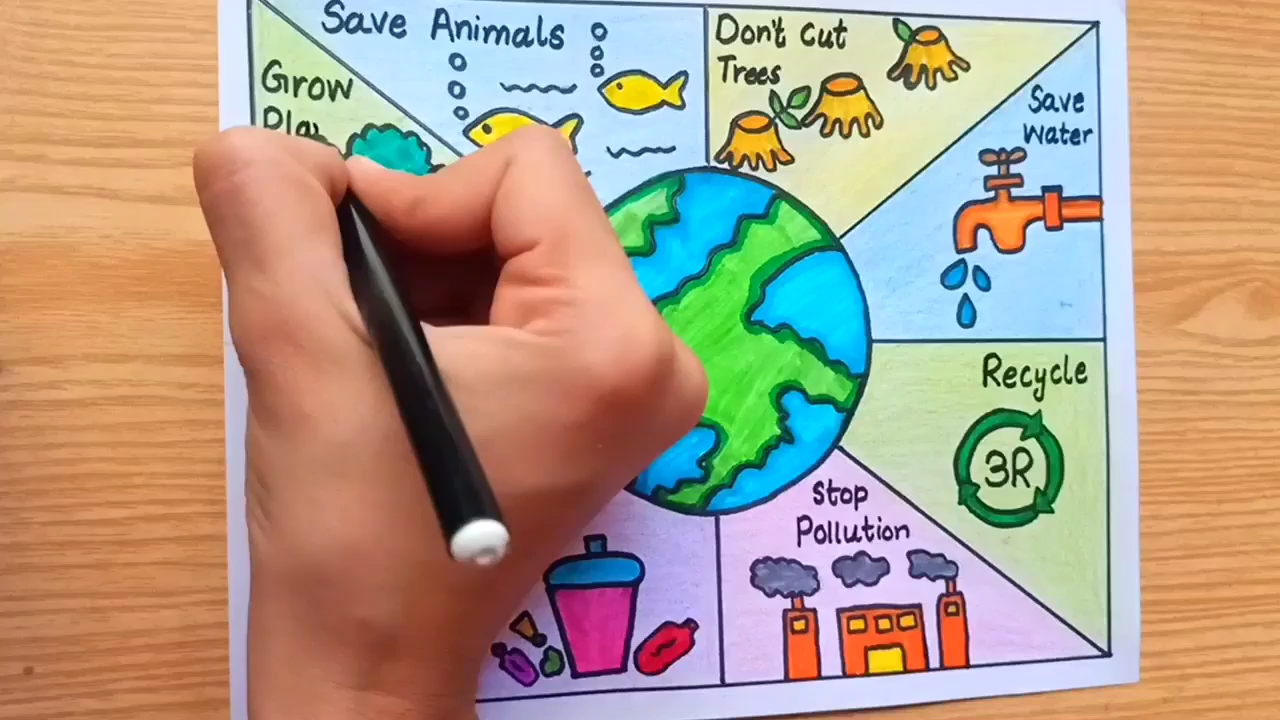 Save Animals
Don't Cut
Trees
Grow
Save
Water
Recycle
3R
Stop
Pollution